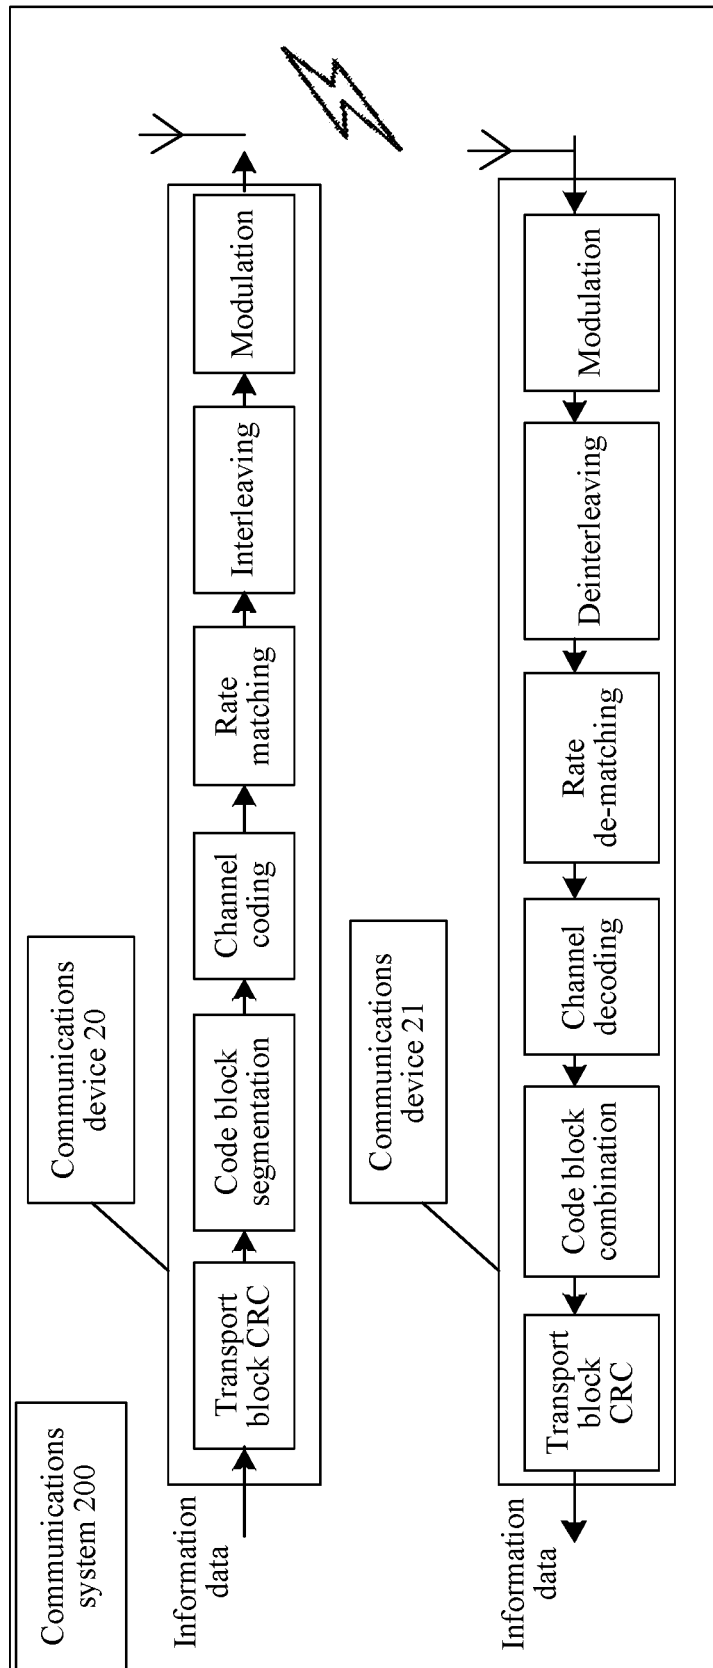 Communications
system 200
Communications
device 20
Information
data
Transport
block CRC
Code block
segmentation
Channel
coding
Rate
matching
Interleaving
Modulation
Communications
device 21
Information
data
Transport
block
CRC
Code block
combination
Channel
decoding
Rate
de-matching
Deinterleaving
Modulation